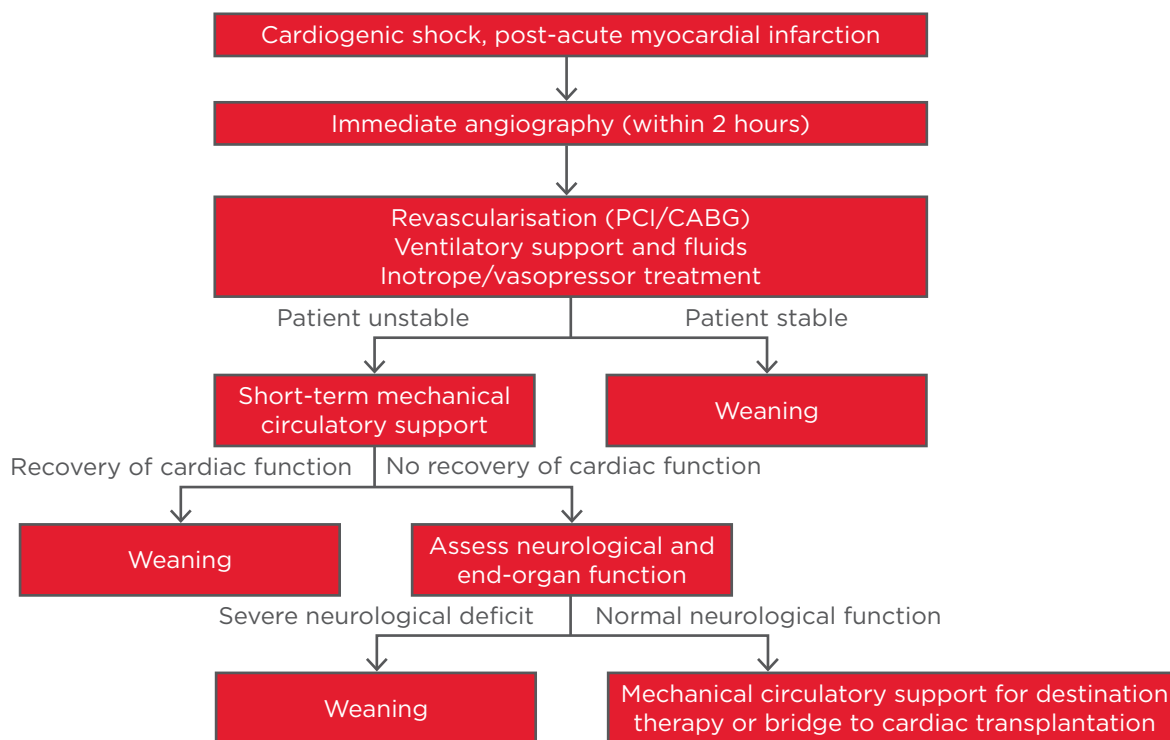 Cardiogenic shock, post-acute myocardial infarction
Immediate angiography (within 2 hours)
Revascularisation (PCI/CABG)
Ventilatory support and fluids
Inotrope/vasopressor treatment
Patient unstable
Patient stable
Short-term mechanical
circulatory support
Weaning
Recovery of cardiac function
No recovery of cardiac function
Weaning
Assess neurological and
end-organ function
Severe neurological deficit
Normal neurological function
Weaning
Mechanical circulatory support for destination
therapy or bridge to cardiac transplantation